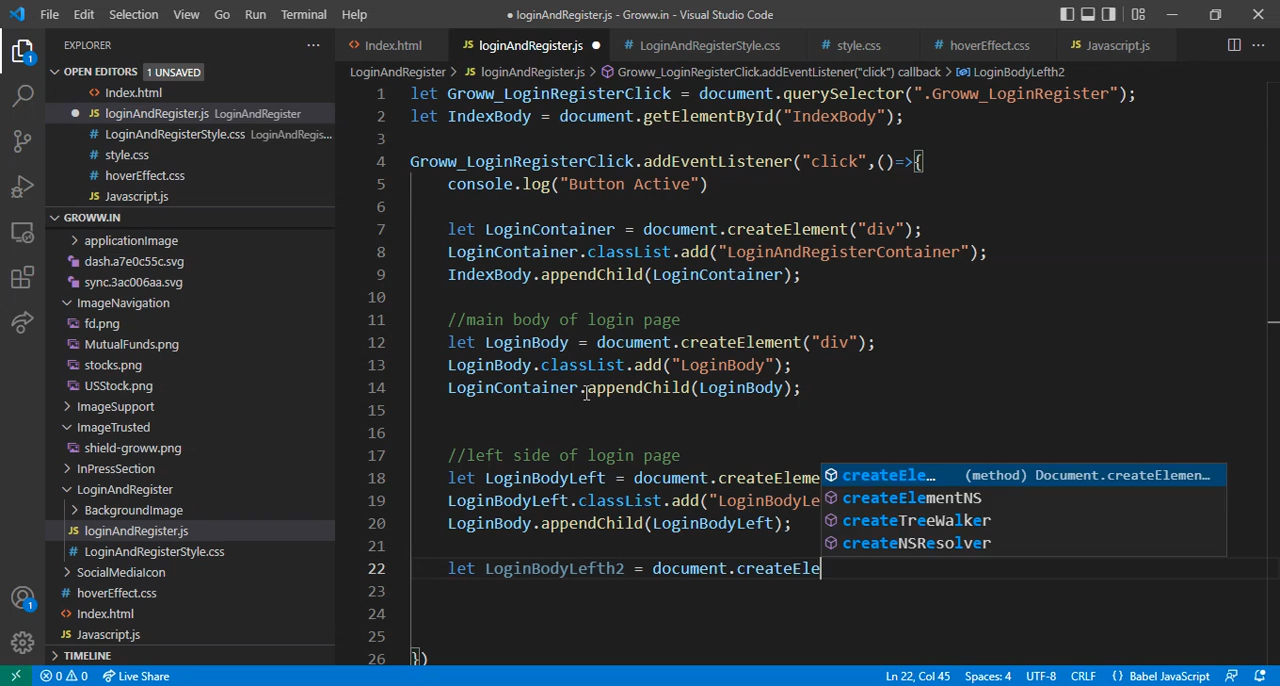 File Edit Selection View Go Run Terminal Help
● loginAndRegister.js - Groww.in - Visual Studio Code
EXPLORER
Index.html
JS loginAndRegister.js
# LoginAndRegisterStyle.css
# style.css
# hoverEffect.css
JS Javascript.js
OPEN EDITORS 1 UNSAVED
Index.html
JS loginAndRegister.js LoginAndRegister
# LoginAndRegisterStyle.css LoginAndRegis...
# style.css
# hoverEffect.css
JS Javascript.js
GROWW.IN
applicationImage
dash.a7e0c55c.svg
sync.3ac006aa.svg
ImageNavigation
fd.png
MutualFunds.png
stocks.png
USStock.png
ImageSupport
ImageTrusted
shield-groww.png
InPressSection
LoginAndRegister
BackgroundImage
JS loginAndRegister.js
# LoginAndRegisterStyle.css
SocialMediaIcon
# hoverEffect.css
Index.html
JS Javascript.js
TIMELINE
LoginAndRegister > JS loginAndRegister.js > Groww_LoginRegisterClick.addEventListener("click") callback > LoginBodyLefth2
1 let Groww_LoginRegisterClick = document.querySelector(".Groww_LoginRegister");
2 let IndexBody = document.getElementById("IndexBody");
3
4 Groww_LoginRegisterClick.addEventListener("click",()=>{
5 console.log("Button Active")
6
7 let LoginContainer = document.createElement("div");
8 LoginContainer.classList.add("LoginAndRegisterContainer");
9 IndexBody.appendChild(LoginContainer);
10
11 //main body of login page
12 let LoginBody = document.createElement("div");
13 LoginBody.classList.add("LoginBody");
14 LoginContainer.appendChild(LoginBody);
15
16
17 //left side of login page
18 let LoginBodyLeft = document.createEleme
19 LoginBodyLeft.classList.add("LoginBodyLe
20 LoginBody.appendChild(LoginBodyLeft);
21
22 let LoginBodyLefth2 = document.createEle
23
24
25
26 })
createEle... (method) Document.createElemen...
createElementNS
createTreeWalker
createNSResolver
1
1
0 0 Live Share
Ln 22, Col 45 Spaces: 4 UTF-8 CRLF {} Babel JavaScript